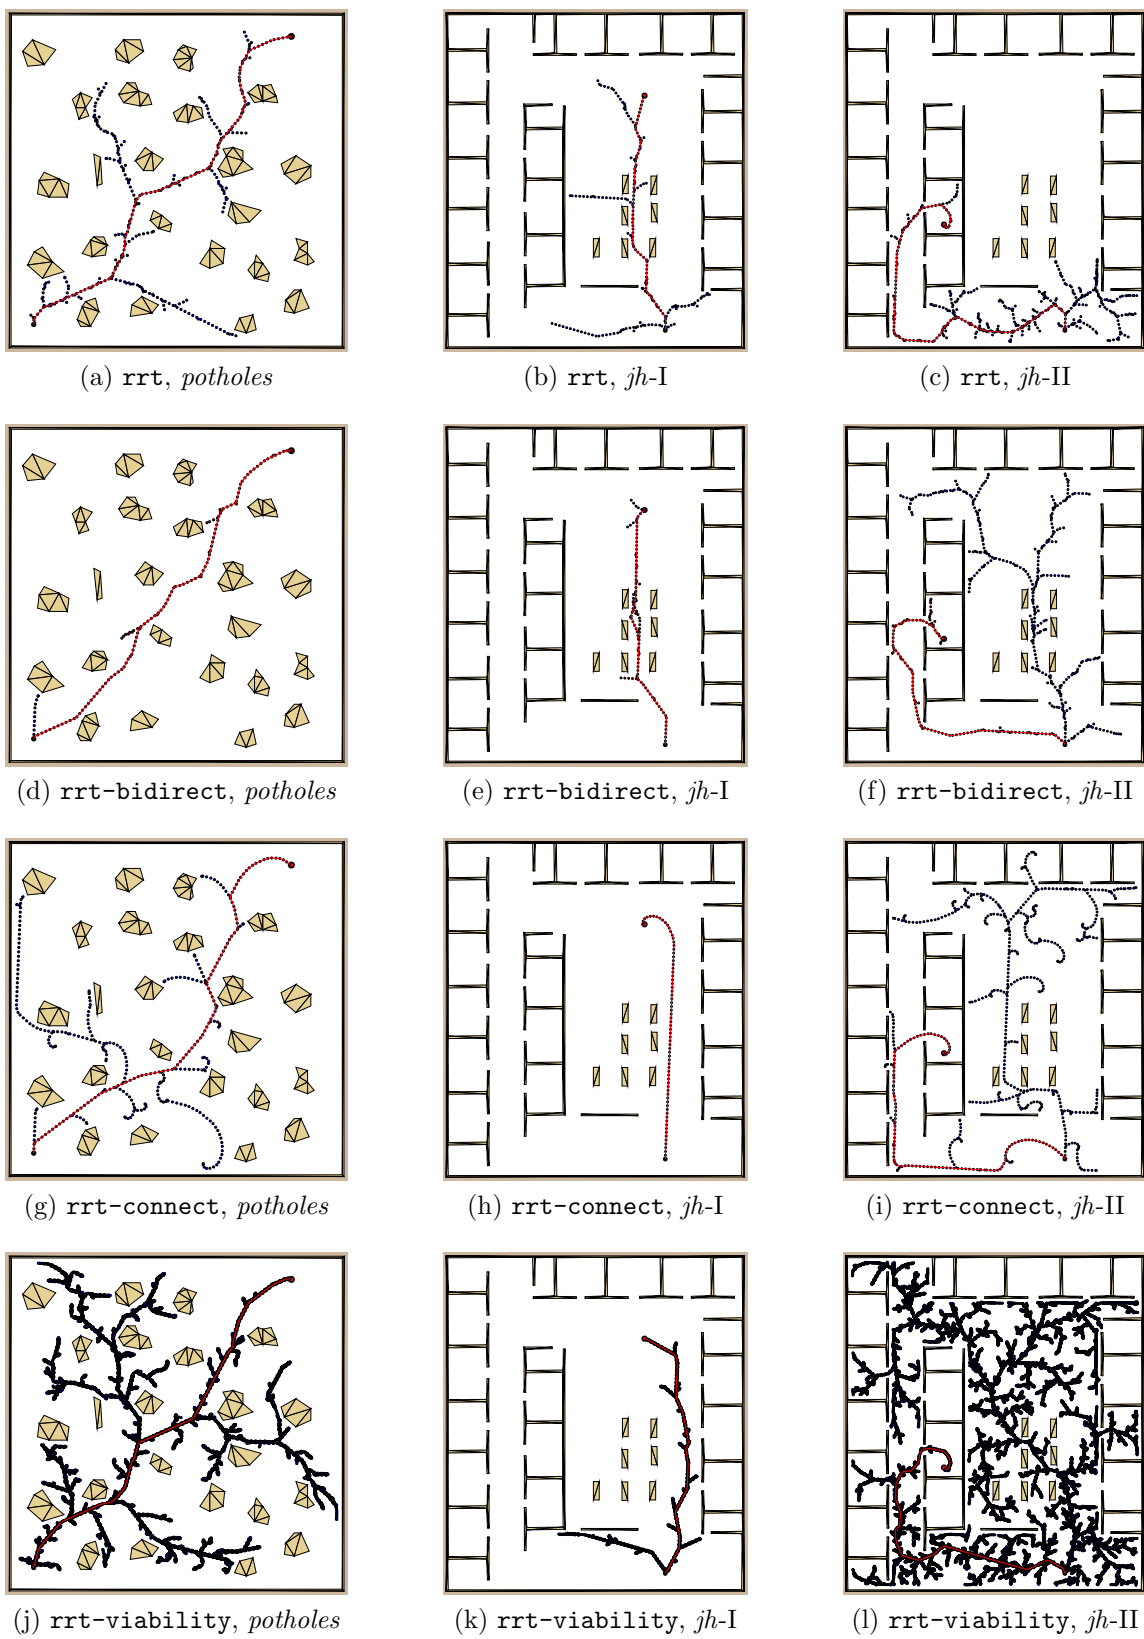 (a) rrt, potholes
(b) rrt, jh-I
(c) rrt, jh-II
(d) rrt-bidirect, potholes
(e) rrt-bidirect, jh-I
(f) rrt-bidirect, jh-II
(g) rrt-connect, potholes
(h) rrt-connect, jh-I
(i) rrt-connect, jh-II
(j) rrt-viability, potholes
(k) rrt-viability, jh-I
(l) rrt-viability, jh-II